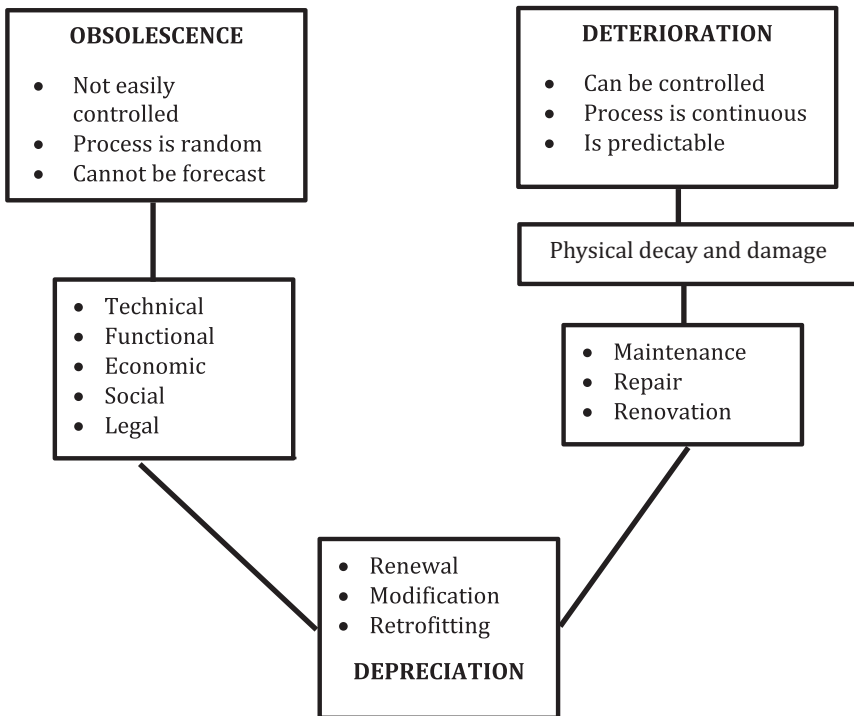 OBSOLESCENCE
• Not easily
controlled
• Process is random
• Cannot be forecast
DETERIORATION
• Can be controlled
• Process is continuous
• Is predictable
Physical decay and damage
• Technical
• Functional
• Economic
• Social
• Legal
• Maintenance
• Repair
• Renovation
• Renewal
• Modification
• Retrofitting
DEPRECIATION